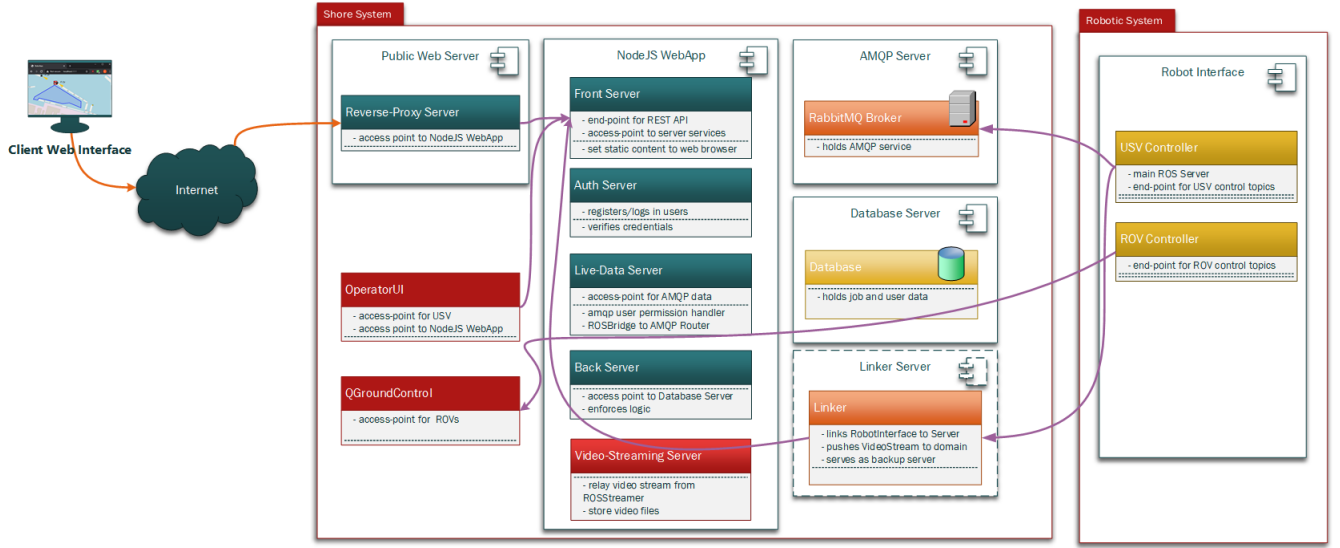 Shore System
Robotic System
Public Web Server
NodeJS WebApp
AMQP Server
Robot Interface
Client Web Interface
Internet
Reverse-Proxy Server
- access point to NodeJS WebApp
OperatorUI
- access-point for USV
- access point to NodeJS WebApp
QGroundControl
- access-point for ROVs
Front Server
- end-point for REST API
- access-point to server services
- set static content to web browser
Auth Server
- registers/logs in users
- verifies credentials
Live-Data Server
- access-point for AMQP data
- amqp user permission handler
- ROSBridge to AMQP Router
Back Server
- access point to Database Server
- enforces logic
Video-Streaming Server
- relay video stream from
ROSStreamer
- store video files
RabbitMQ Broker
- holds AMQP service
Database Server
Database
- holds job and user data
Linker Server
Linker
- links RobotInterface to Server
- pushes VideoStream to domain
- serves as backup server
USV Controller
- main ROS Server
- end-point for USV control topics
ROV Controller
- end-point for ROV control topics